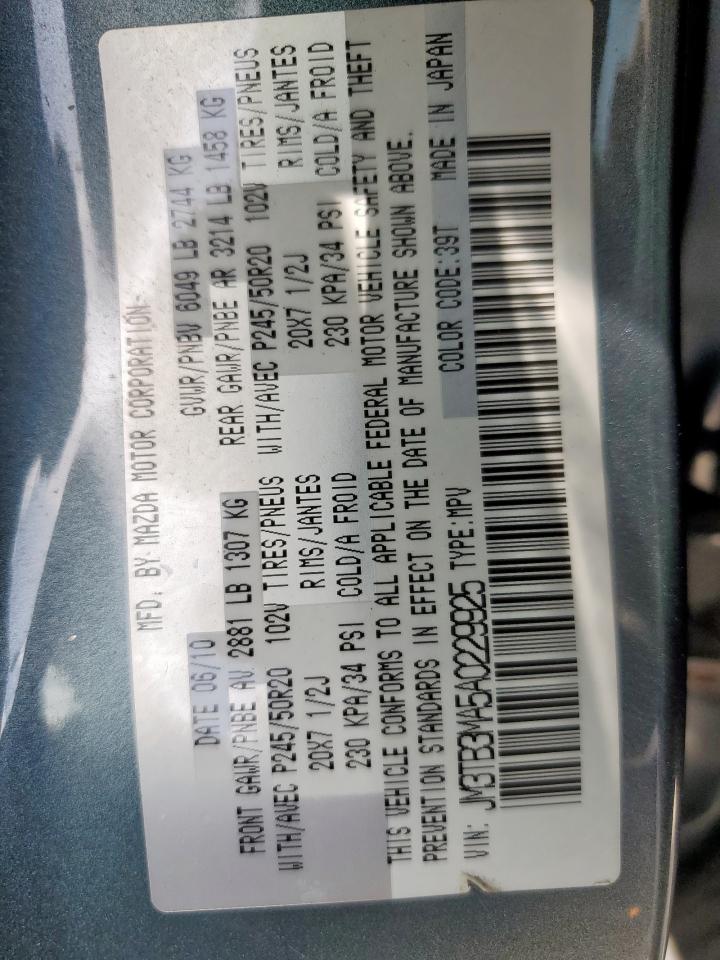 MFD. BY MAZDA MOTOR CORPORATION
DATE 06/10 GVWR/PNBV 6049 LB 2744 KG
FRONT GAWR/PNBE AV 2881 LB 1307 KG REAR GAWR/PNBE AR 3214 LB 1458 KG
WITH/AVEC P245/50R20 102V TIRES/PNEUS WITH/AVEC P245/50R20 102V TIRES/PNEUS
20X7 1/2J RIMS/JANTES 20X7 1/2J RIMS/JANTES
230 KPA/34 PSI COLD/A FROID 230 KPA/34 PSI COLD/A FROID
THIS VEHICLE CONFORMS TO ALL APPLICABLE FEDERAL MOTOR VEHICLE SAFETY AND THEFT
PREVENTION STANDARDS IN EFFECT ON THE DATE OF MANUFACTURE SHOWN ABOVE.
VIN: JM3TB3MA5A0229925 TYPE:MPV COLOR CODE:39T MADE IN JAPAN